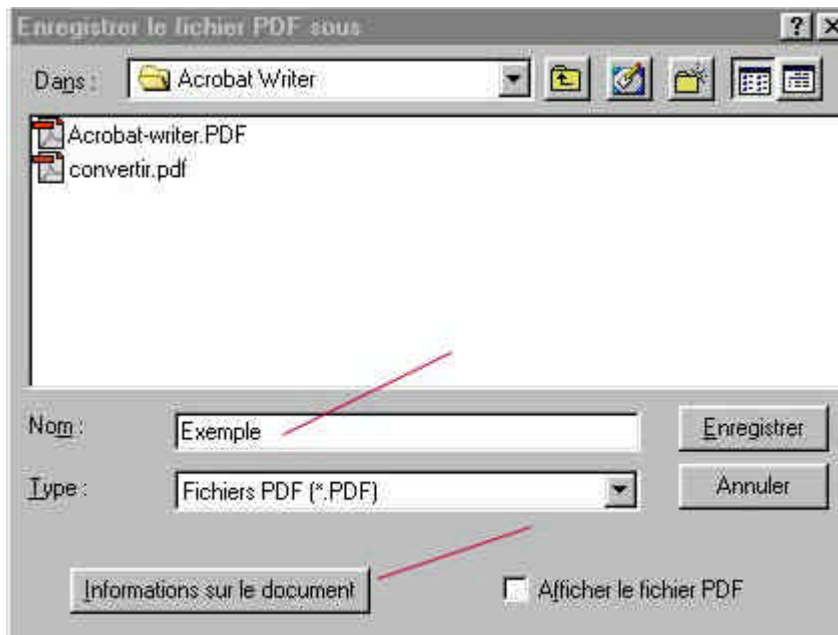 Enregistrer le fichier PDF sous
Dans : Acrobat Writer
Acrobat-writer.PDF
convertir.pdf
Nom : Exemple Enregistrer
Type : Fichiers PDF (*.PDF) Annuler
Informations sur le document Afficher le fichier PDF